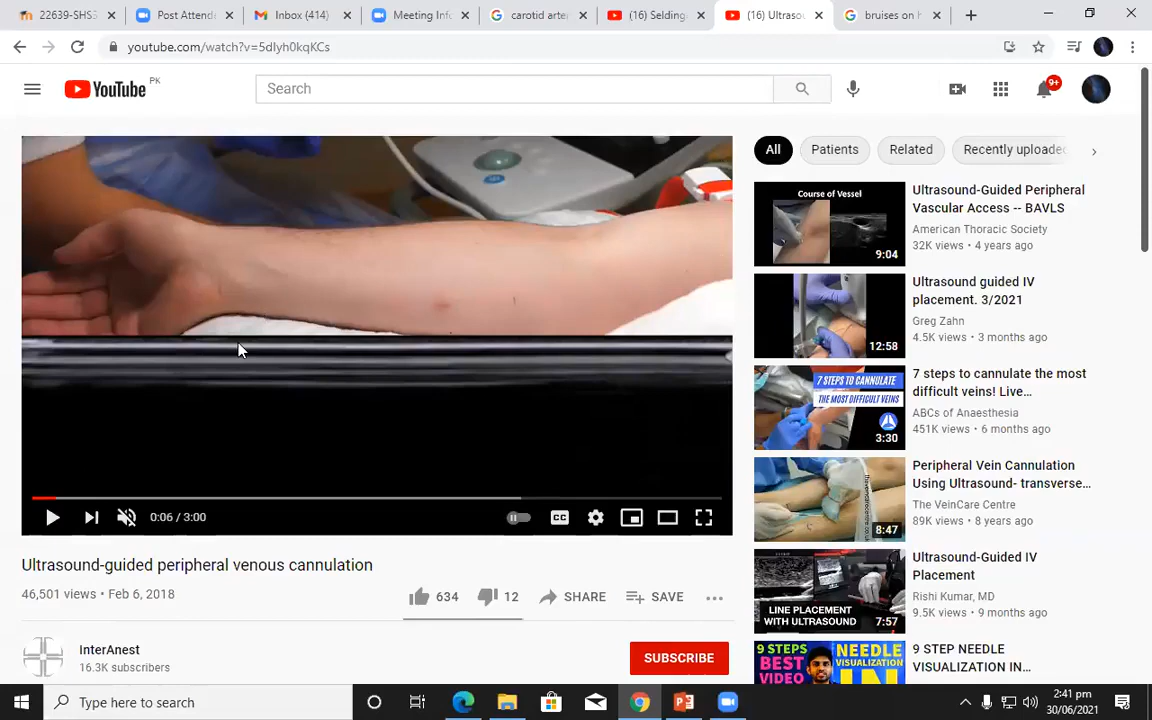 22639-SHS3
Post Attend
Inbox (414)
Meeting Inf
carotid arte
(16) Selding
(16) Ultraso
bruises on h
youtube.com/watch?v=5dIyh0kqKCs
YouTube PK
Search
9+
All
Patients
Related
Recently uploaded
Course of Vessel
9:04
Ultrasound-Guided Peripheral
Vascular Access -- BAVLS
American Thoracic Society
32K views • 4 years ago
12:58
Ultrasound guided IV
placement. 3/2021
Greg Zahn
4.5K views • 3 months ago
7 STEPS TO CANNULATE
THE MOST DIFFICULT VEINS!
3:30
7 steps to cannulate the most
difficult veins! Live...
ABCs of Anaesthesia
451K views • 6 months ago
8:47
Peripheral Vein Cannulation
Using Ultrasound- transverse...
The VeinCare Centre
89K views • 8 years ago
LINE PLACEMENT
WITH ULTRASOUND
7:57
Ultrasound-Guided IV
Placement
Rishi Kumar, MD
9.5K views • 9 months ago
9 STEPS
BEST
VIDEO
NEEDLE
VISUALIZATION
IN
9 STEP NEEDLE
VISUALIZATION IN...
0:06 / 3:00
CC
Ultrasound-guided peripheral venous cannulation
46,501 views • Feb 6, 2018
634
12
SHARE
SAVE
InterAnest
16.3K subscribers
SUBSCRIBE
Type here to search
2:41 pm
30/06/2021